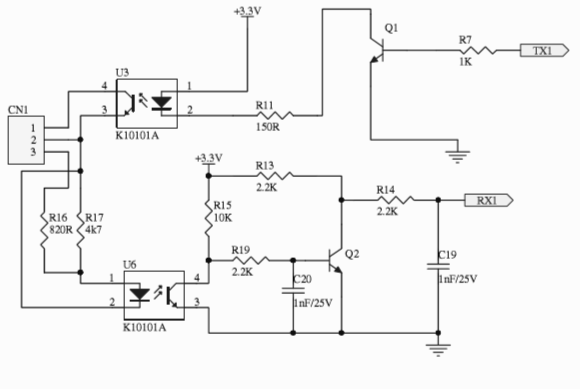 +3.3V
Q1
R7
1K
TX1
U3
4
1
3
2
K10101A
R11
150R
CN1
1
2
3
+3.3V
R13
2.2K
R15
10K
R14
2.2K
RX1
R16
820R
R17
4k7
R19
2.2K
Q2
C19
1nF/25V
C20
1nF/25V
U6
1
4
2
3
K10101A